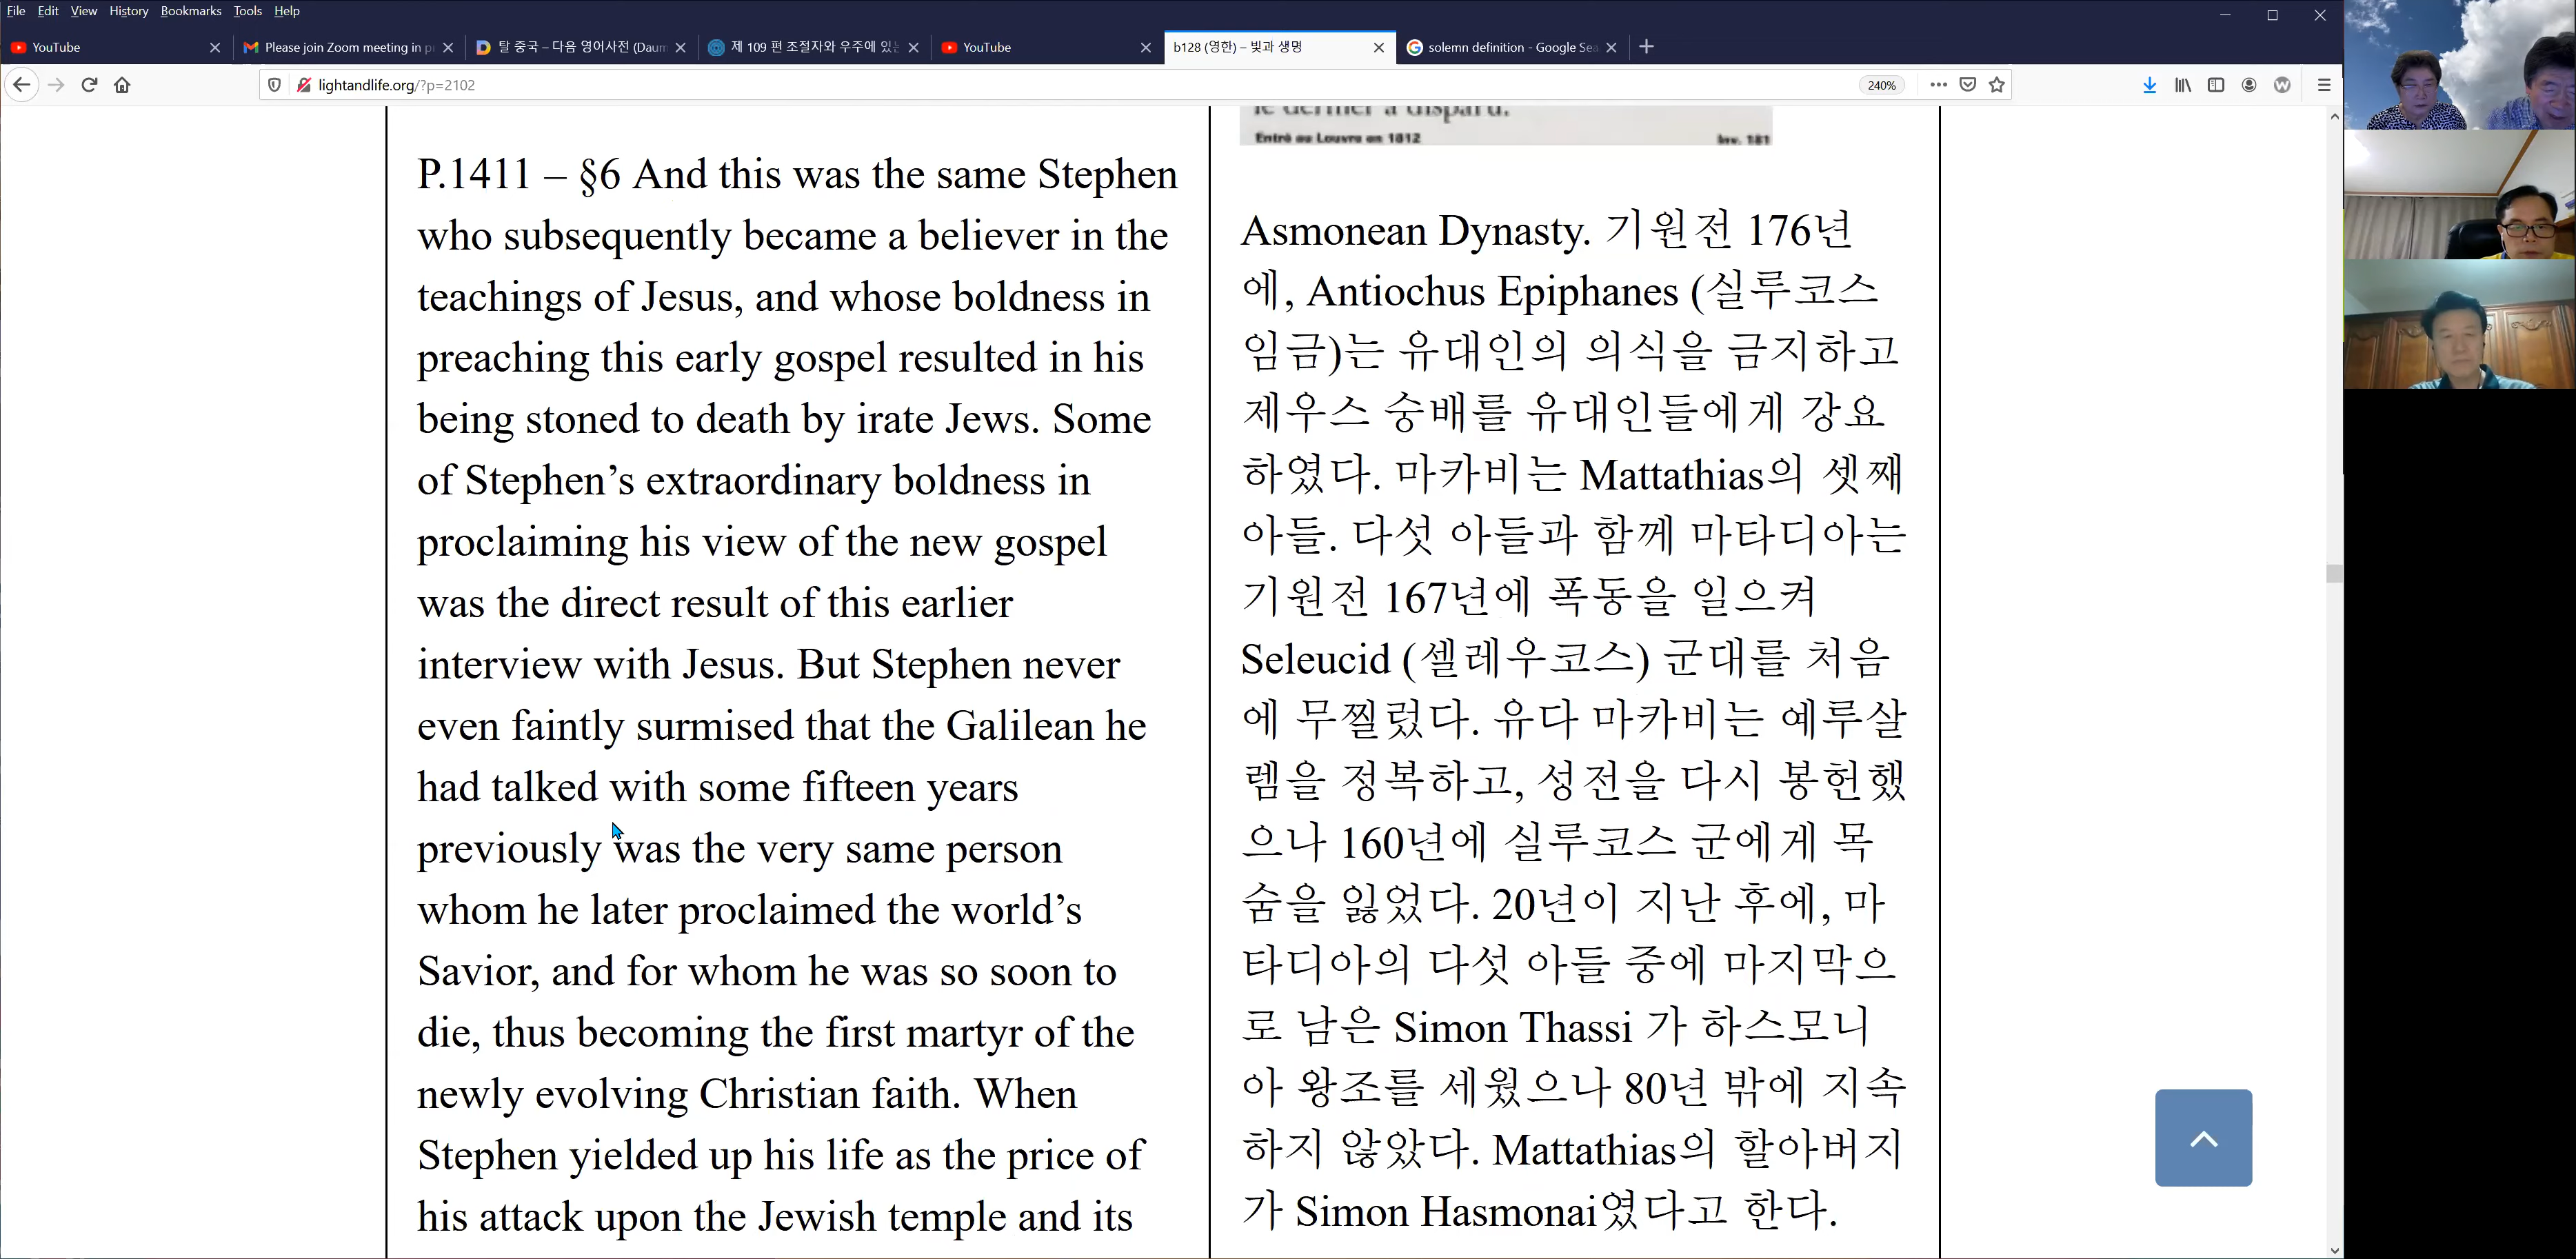 File Edit View History Bookmarks Tools Help
YouTube
Please join Zoom meeting in p
탈 중국 – 다음 영어사전 (Daum
제 109 편 조절자와 우주에 있는
YouTube
b128 (영한) – 빛과 생명
solemn definition - Google Sea
lightandlife.org/?p=2102
240%
P.1411 – §6 And this was the same Stephen
who subsequently became a believer in the
teachings of Jesus, and whose boldness in
preaching this early gospel resulted in his
being stoned to death by irate Jews. Some
of Stephen’s extraordinary boldness in
proclaiming his view of the new gospel
was the direct result of this earlier
interview with Jesus. But Stephen never
even faintly surmised that the Galilean he
had talked with some fifteen years
previously was the very same person
whom he later proclaimed the world’s
Savior, and for whom he was so soon to
die, thus becoming the first martyr of the
newly evolving Christian faith. When
Stephen yielded up his life as the price of
his attack upon the Jewish temple and its
le dernier a disparu.
Entré au Louvre en 1812
Inv. 181
Asmonean Dynasty. 기원전 176년
에, Antiochus Epiphanes (실루코스
임금)는 유대인의 의식을 금지하고
제우스 숭배를 유대인들에게 강요
하였다. 마카비는 Mattathias의 셋째
아들. 다섯 아들과 함께 마타디아는
기원전 167년에 폭동을 일으켜
Seleucid (셀레우코스) 군대를 처음
에 무찔렀다. 유다 마카비는 예루살
렘을 정복하고, 성전을 다시 봉헌했
으나 160년에 실루코스 군에게 목
숨을 잃었다. 20년이 지난 후에, 마
타디아의 다섯 아들 중에 마지막으
로 남은 Simon Thassi 가 하스모니
아 왕조를 세웠으나 80년 밖에 지속
하지 않았다. Mattathias의 할아버지
가 Simon Hasmonai였다고 한다.